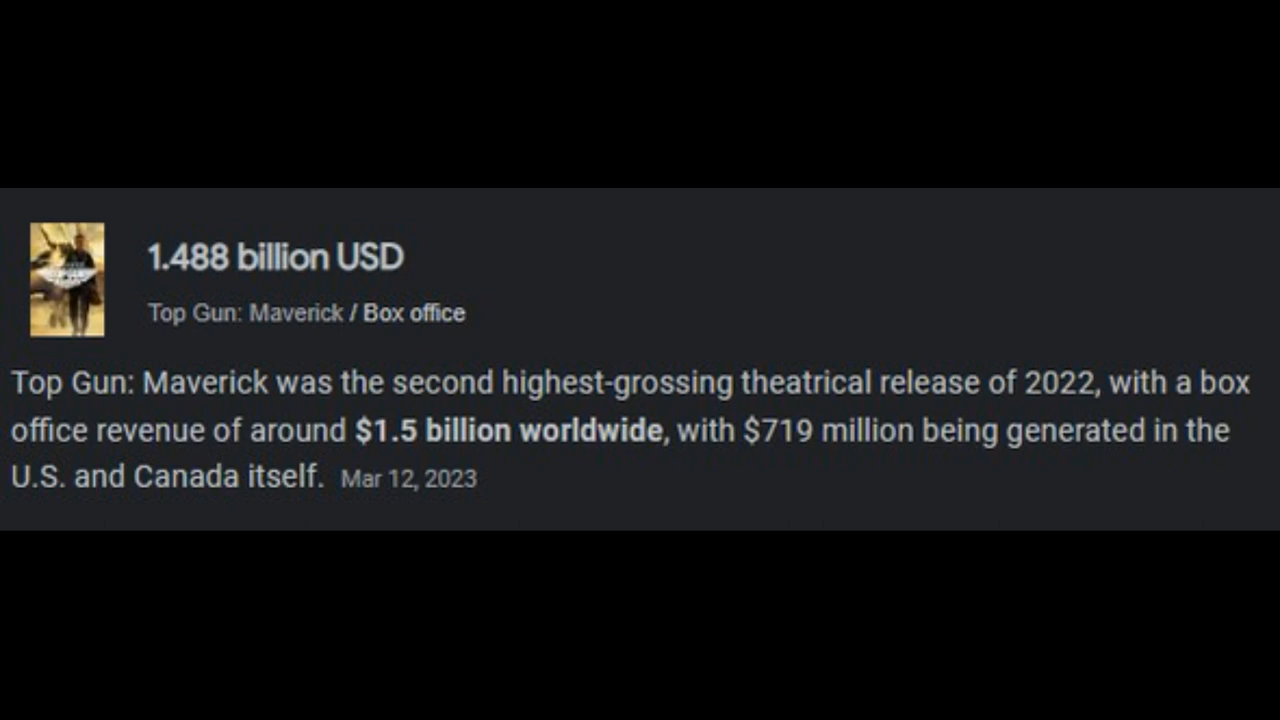 1.488 billion USD
Top Gun: Maverick / Box office
Top Gun: Maverick was the second highest-grossing theatrical release of 2022, with a box
office revenue of around $1.5 billion worldwide, with $719 million being generated in the
U.S. and Canada itself. Mar 12, 2023